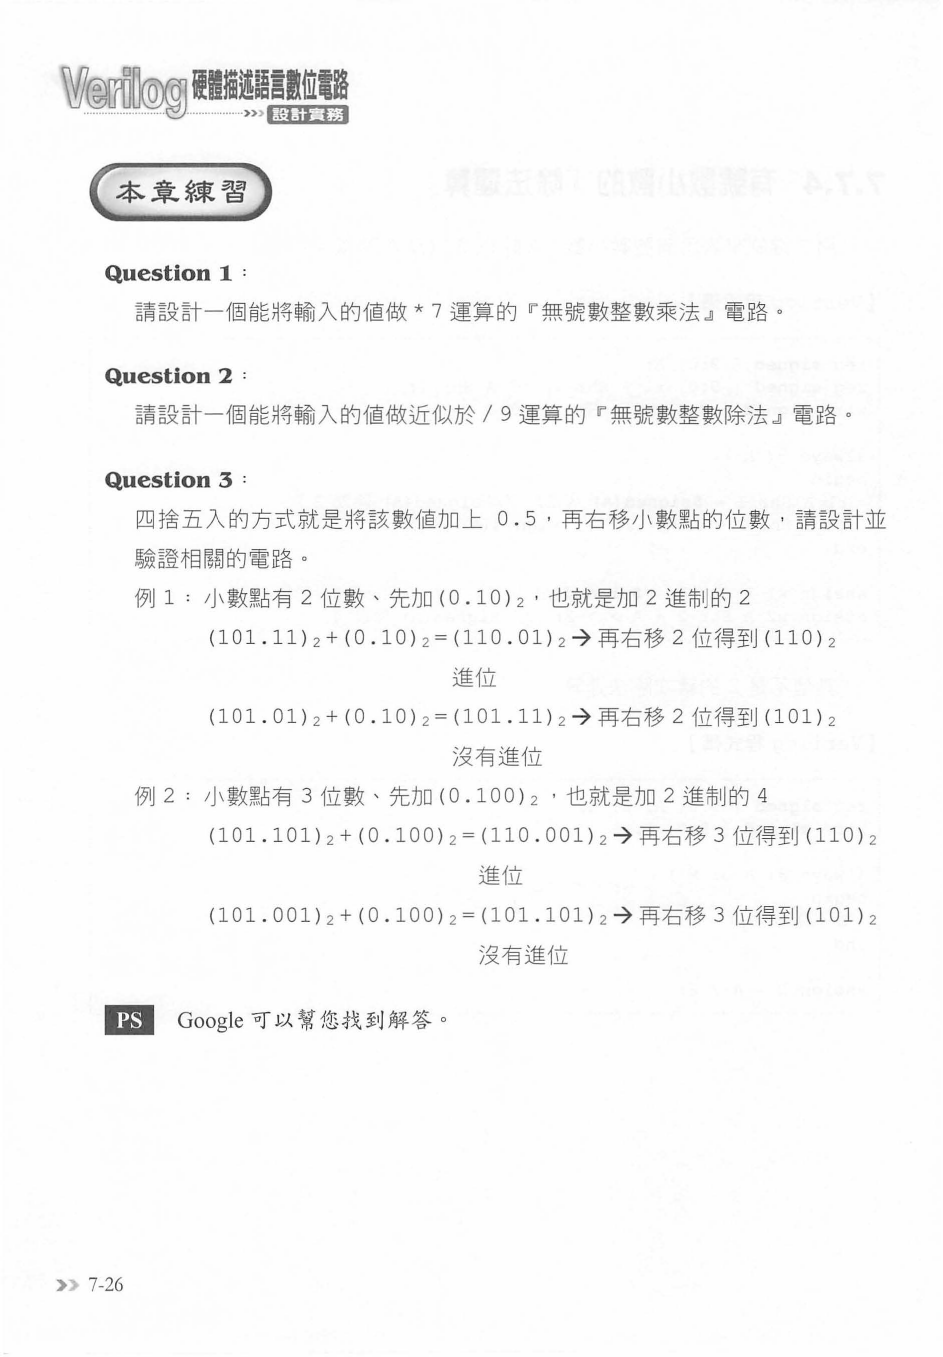 Verilog 硬體描述語言數位電路
設計實務
本章練習
Question 1：
請設計一個能將輸入的值做 * 7 運算的『無號數整數乘法』電路。
Question 2：
請設計一個能將輸入的值做近似於 / 9 運算的『無號數整數除法』電路。
Question 3：
四捨五入的方式就是將該數值加上 0.5，再右移小數點的位數，請設計並
驗證相關的電路。
例 1：小數點有 2 位數、先加(0.10)₂，也就是加 2 進制的 2
(101.11)₂+(0.10)₂=(110.01)₂→再右移 2 位得到(110)₂
進位
(101.01)₂+(0.10)₂=(101.11)₂→再右移 2 位得到(101)₂
沒有進位
例 2：小數點有 3 位數、先加(0.100)₂，也就是加 2 進制的 4
(101.101)₂+(0.100)₂=(110.001)₂→再右移 3 位得到(110)₂
進位
(101.001)₂+(0.100)₂=(101.101)₂→再右移 3 位得到(101)₂
沒有進位
PS Google 可以幫您找到解答。
7-26